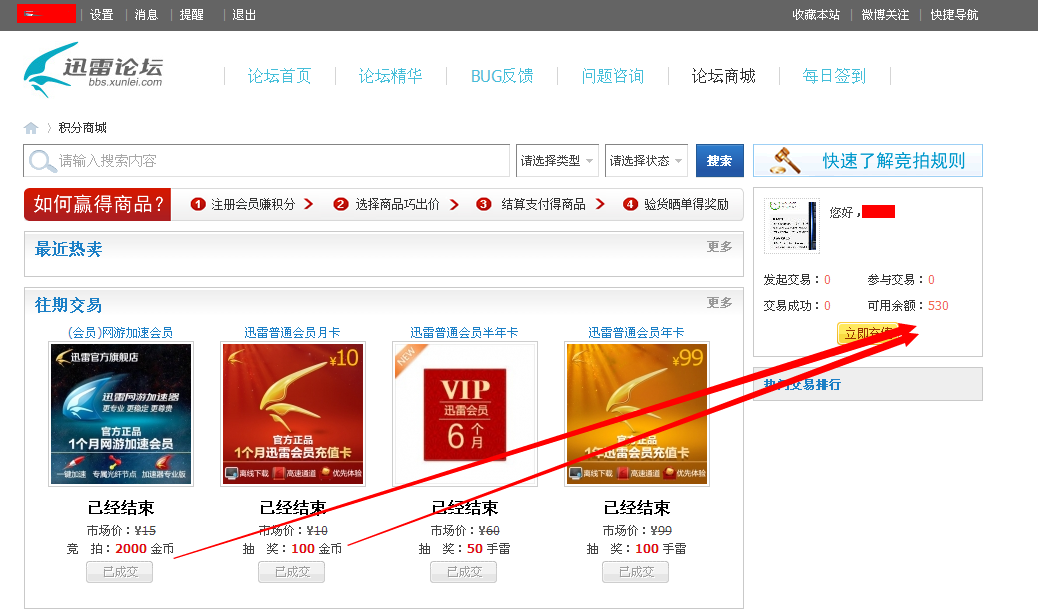 设置 消息 提醒 退出 收藏本站 微博关注 快捷导航
迅雷论坛
bbs.xunlei.com
论坛首页 论坛精华 BUG反馈 问题咨询 论坛商城 每日签到
积分商城
请输入搜索内容 请选择类型 请选择状态 搜索 快速了解竞拍规则
如何赢得商品? 1 注册会员赚积分 2 选择商品巧出价 3 结算支付得商品 4 验货晒单得奖励
您好 ,
最近热卖 更多
发起交易：0 参与交易：0
交易成功：0 可用余额：530
立即充值
往期交易 更多
热门交易排行
(会员)网游加速会员 迅雷普通会员月卡 迅雷普通会员半年卡 迅雷普通会员年卡
迅雷官方旗舰店
迅雷网游加速器
更专业 更稳定 更尊贵
官方正品
1个月网游加速会员
一键加速 专属光纤节点 加速器专业版
¥10
官方正品
1个月迅雷会员充值卡
离线下载 高速通道 优先体验
NEW
VIP
迅雷会员
6个月
¥99
官方正品
1年迅雷会员充值卡
离线下载 高速通道 优先体验
已经结束 已经结束 已经结束 已经结束
市场价：¥15 市场价：¥10 市场价：¥60 市场价：¥99
竞 拍：2000 金币 抽 奖：100 金币 抽 奖：50 手雷 抽 奖：100 手雷
已成交 已成交 已成交 已成交